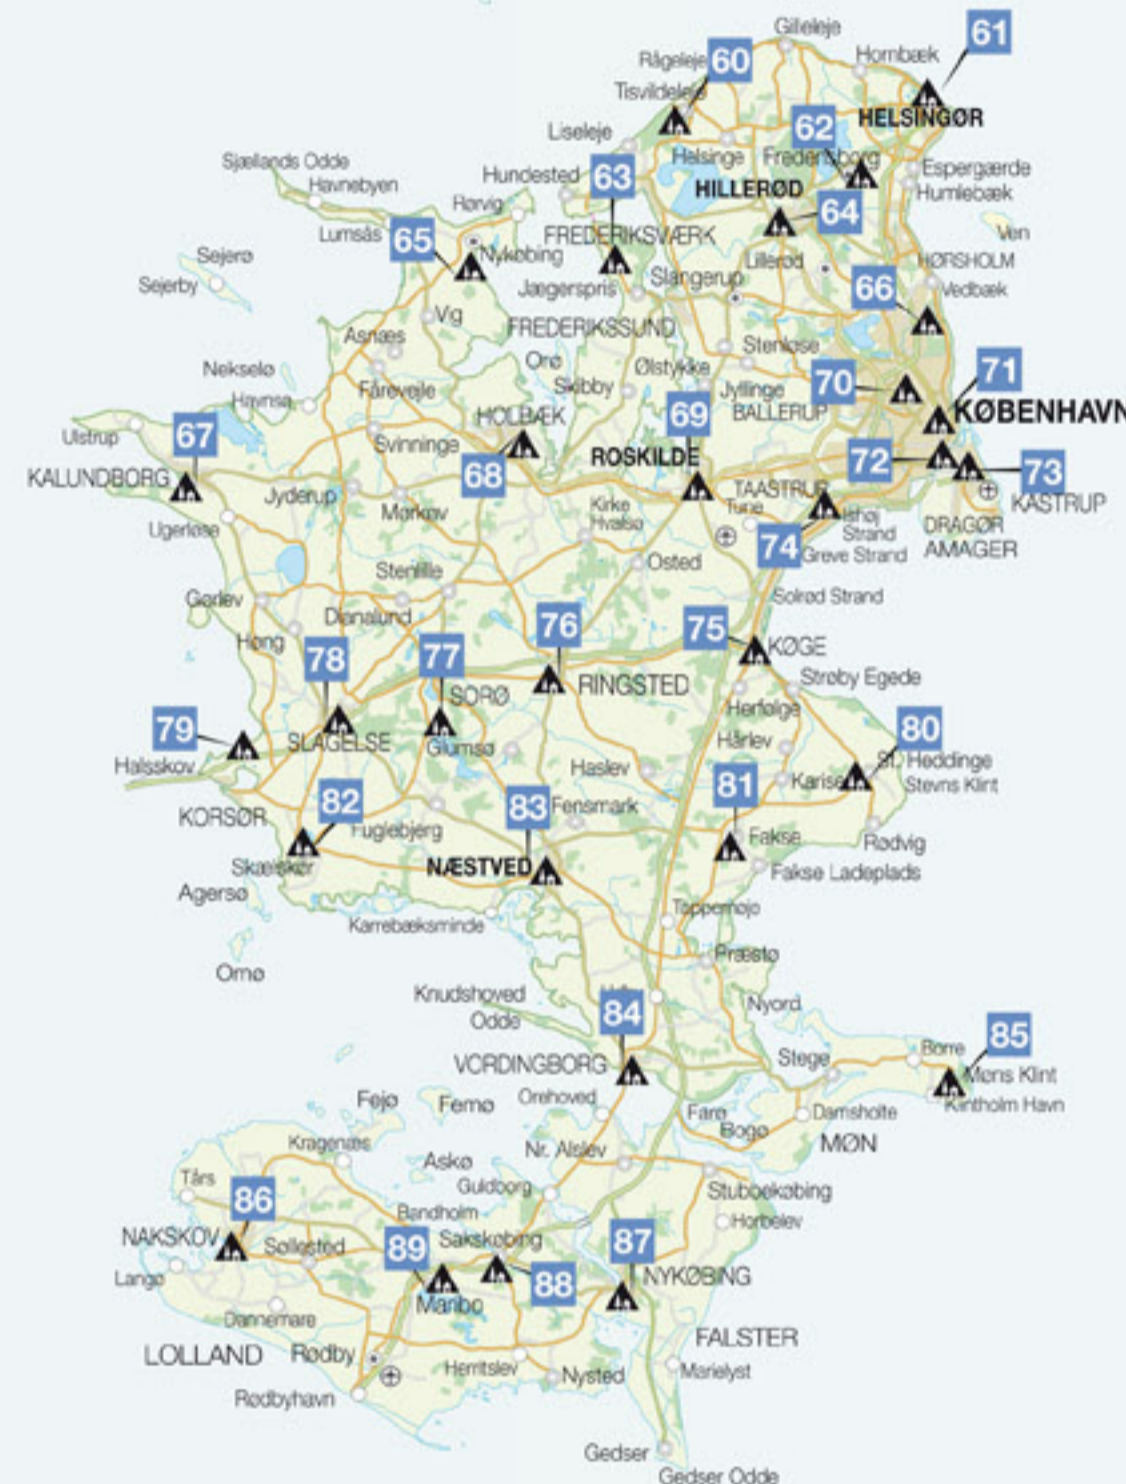 Gilleleje
61
Rågeleje
60
Hornbæk
Tisvildeleje
HELSINGØR
62
Liseleje
Helsinge
Fredensborg
Sjællands Odde
Espergærde
Havnebyen
Hundested
63
HILLERØD
Humlebæk
Rørvig
64
Lumsås
65
FREDERIKSVÆRK
Ven
Sejerø
Nykøbing
Lillerød
HØRSHOLM
Sejerby
Jægerspris
Slangerup
66
Vedbæk
Vig
FREDERIKSSUND
Asnæs
Stenløse
Nekselø
Orø
Ølstykke
71
Fårevejle
Skibby
Jyllinge
70
Havnsø
HOLBÆK
69
BALLERUP
KØBENHAVN
Ulstrup
67
Svinninge
ROSKILDE
72
73
KALUNDBORG
68
Jyderup
Mørkøv
TAASTRUP
KASTRUP
Kirke
Hvalsø
Tune
Ishøj
Strand
DRAGØR
Ugerløse
74
Greve Strand
AMAGER
Osted
Stenlille
Solrød Strand
Gørlev
Dianalund
76
75
Høng
KØGE
78
77
RINGSTED
Strøby Egede
SORØ
Herfølge
79
SLAGELSE
Glumsø
Hårlev
80
Halsskov
Haslev
St. Heddinge
Karise
Stevns Klint
82
83
81
KORSØR
Fuglebjerg
Fensmark
Fakse
Rødvig
Skælskør
NÆSTVED
Fakse Ladeplads
Agersø
Karrebæksminde
Tappernøje
Omø
Præstø
Knudshoved
Odde
Nyord
84
85
VORDINGBORG
Stege
Borre
Møns Klint
Fejø
Femø
Orehoved
Farø
Damsholte
Klintholm Havn
Bogø
MØN
Kragenæs
Askø
Nr. Alslev
Tårs
Guldborg
Stubbekøbing
86
Bandholm
Horbelev
NAKSKOV
Søllested
89
Sakskøbing
87
Langø
88
NYKØBING
Maribo
Dannemare
FALSTER
LOLLAND
Rødby
Herritslev
Nysted
Marielyst
Rødbyhavn
Gedser
Gedser Odde